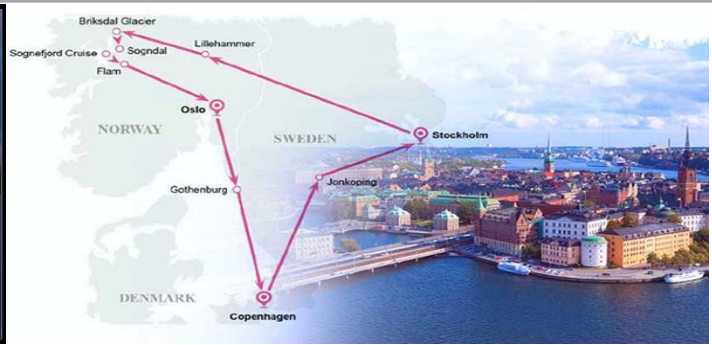 Briksdal Glacier
Lillehammer
Sognefjord Cruise
Sogndal
Flam
Oslo
NORWAY
SWEDEN
Stockholm
Jonkoping
Gothenburg
DENMARK
Copenhagen